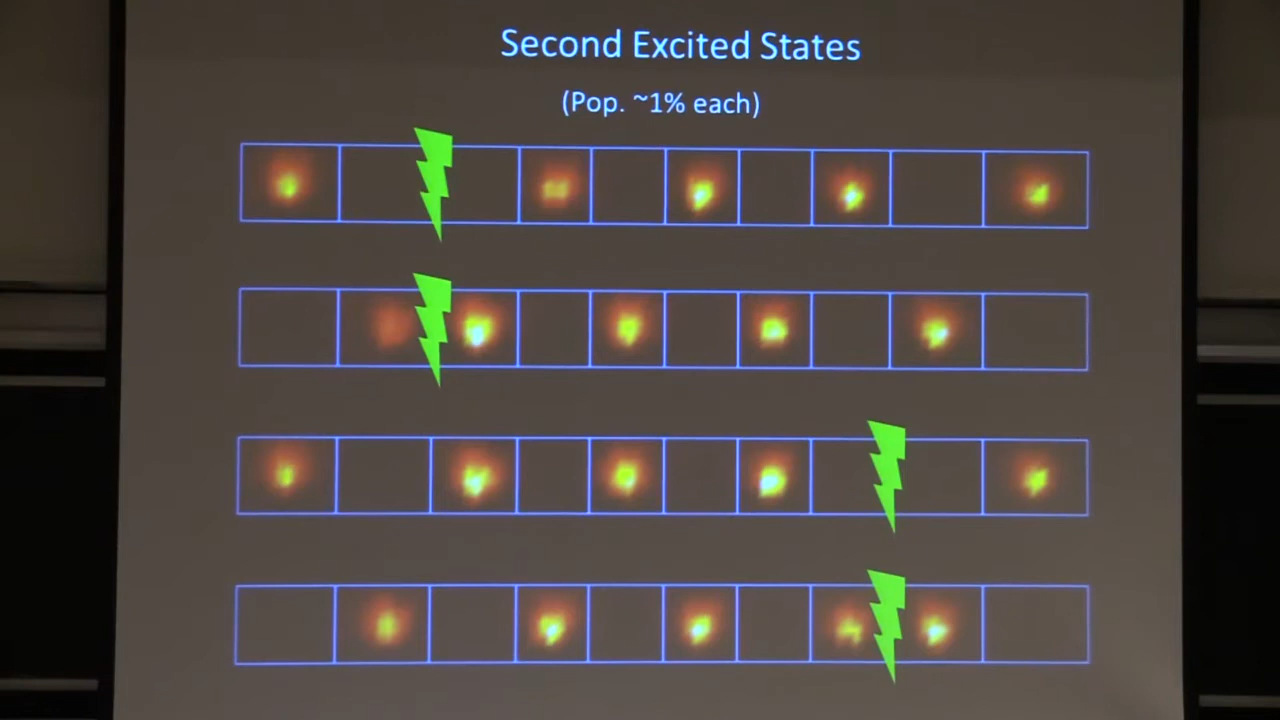 Second Excited States
(Pop. ~1% each)